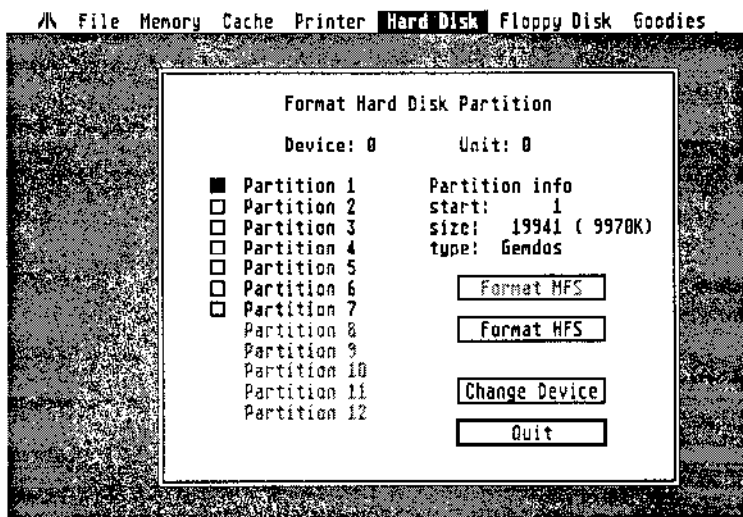 File Memory Cache Printer Hard Disk Floppy Disk Goodies
Format Hard Disk Partition
Device: 0 Unit: 0
Partition 1 Partition info
Partition 2 start: 1
Partition 3 size: 19941 ( 9970K)
Partition 4 type: Gemdos
Partition 5
Partition 6 Format MFS
Partition 7
Partition 8 Format HFS
Partition 9
Partition 10
Partition 11 Change Device
Partition 12
Quit